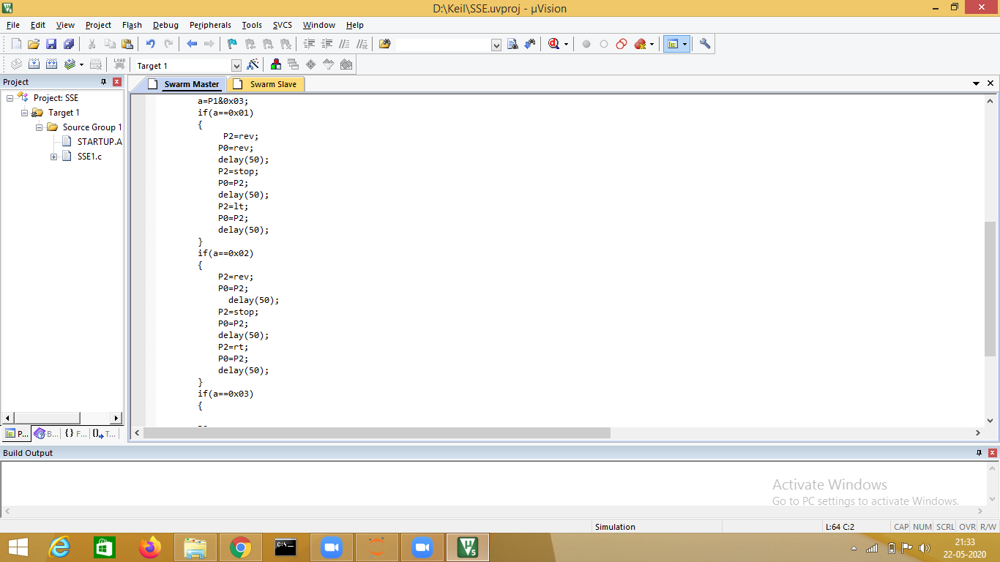 D:\Keil\SSE.uvproj - µVision
File Edit View Project Flash Debug Peripherals Tools SVCS Window Help
LOAD
Target 1
Project
Project: SSE
Target 1
Source Group 1
STARTUP.A
SSE1.c
P... B... {} F... T...
Swarm Master Swarm Slave
a=P1&0x03;
if(a==0x01)
{
P2=rev;
P0=rev;
delay(50);
P2=stop;
P0=P2;
delay(50);
P2=lt;
P0=P2;
delay(50);
}
if(a==0x02)
{
P2=rev;
P0=P2;
delay(50);
P2=stop;
P0=P2;
delay(50);
P2=rt;
P0=P2;
delay(50);
}
if(a==0x03)
{
Build Output
Activate Windows
Go to PC settings to activate Windows.
Simulation L:64 C:2 CAP NUM SCRL OVR R/W
21:33
22-05-2020